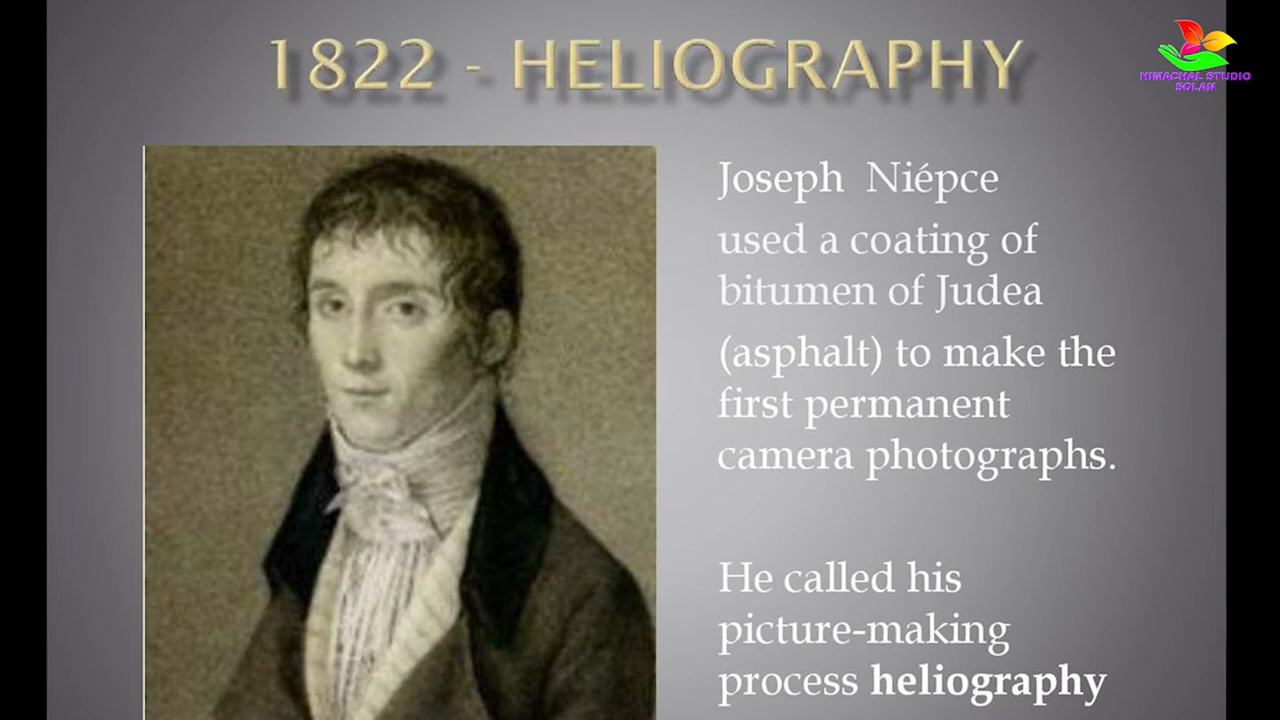 1822 - HELIOGRAPHY
HIMACHAL STUDIO
SOLAN
Joseph Niépce
used a coating of
bitumen of Judea
(asphalt) to make the
first permanent
camera photographs.
He called his
picture-making
process heliography